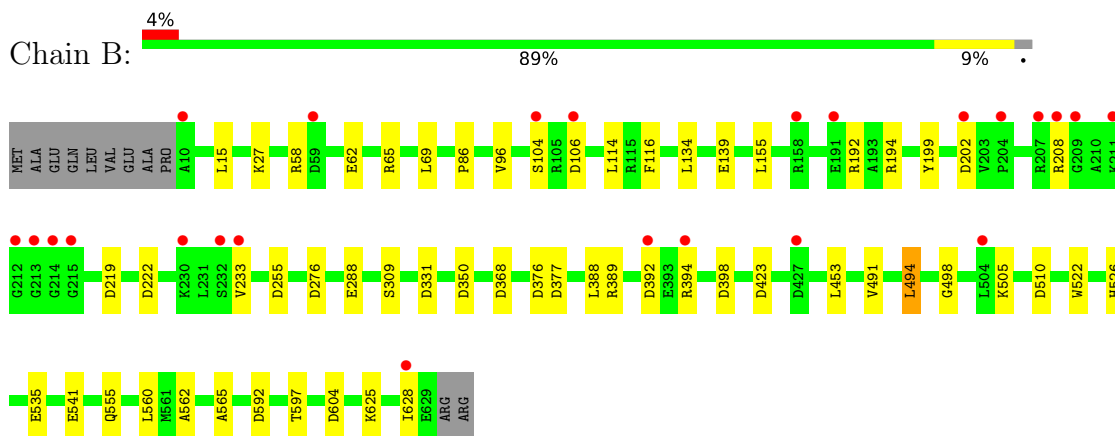 4%
Chain B:
89% 9% •
MET ALA GLU GLN LEU VAL GLU ALA PRO A10 L15 K27 R58 D59 E62 R65 L69 P86 V96 S104 R105 D106 L114 R115 F116 L134 E139 L155 R158 E191 R192 A193 R194 Y199 D202 V203 P204 R207 R208 G209 A210 K211
G212 G213 G214 G215 D219 D222 K230 L231 S232 V233 D255 D276 E288 S309 D331 D350 D368 D376 D377 L388 R389 D392 E393 R394 D398 D423 D427 L453 V491 L494 G498 L504 K505 D510 W522 H526
E535 E541 Q555 L560 M561 A562 A565 D592 T597 D604 K625 I628 E629 ARG ARG